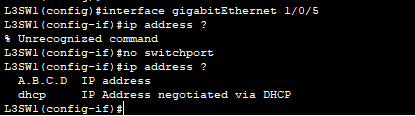 L3SW1(config)#interface gigabitEthernet 1/0/5
L3SW1(config-if)#ip address ?
% Unrecognized command
L3SW1(config-if)#no switchport
L3SW1(config-if)#ip address ?
  A.B.C.D  IP address
  dhcp     IP Address negotiated via DHCP
L3SW1(config-if)#